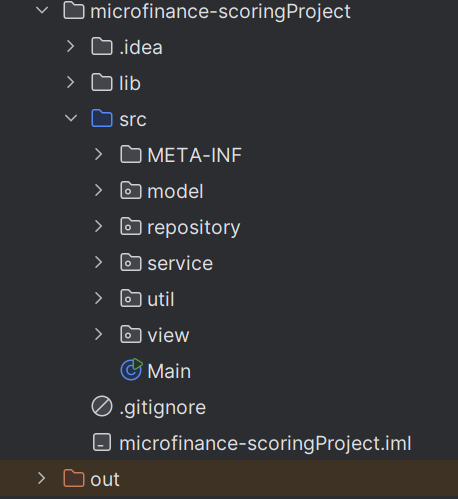 microfinance-scoringProject
.idea
lib
src
META-INF
model
repository
service
util
view
Main
.gitignore
microfinance-scoringProject.iml
out